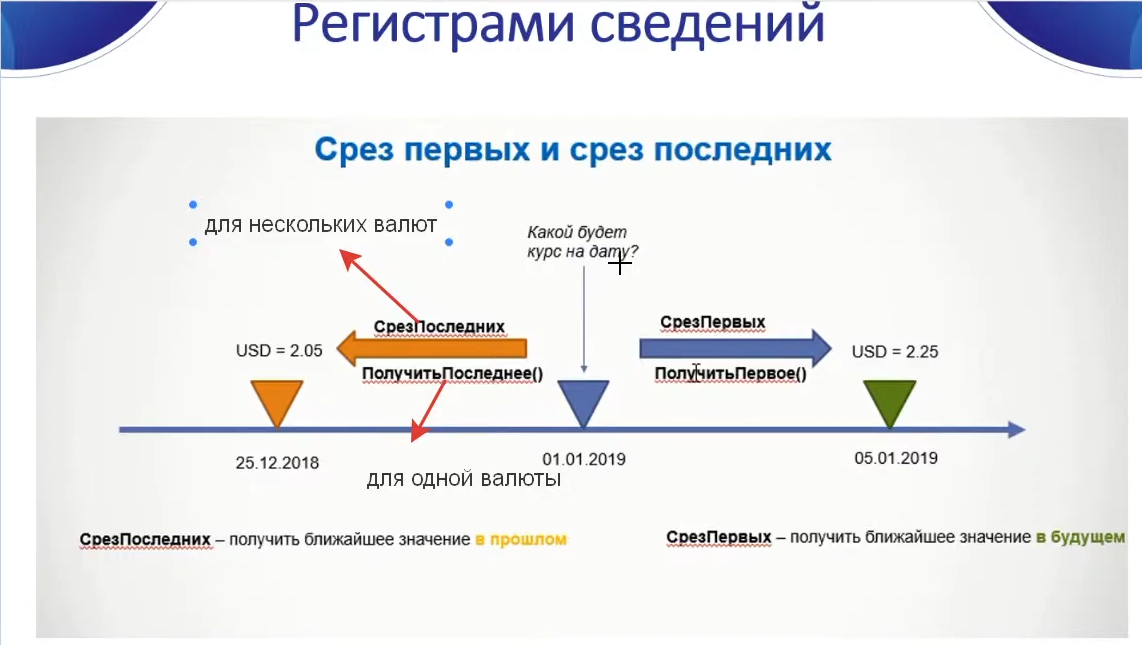 Регистрами сведений
Срез первых и срез последних
для нескольких валют
Какой будет
курс на дату?
СрезПоследних
СрезПервых
USD = 2.05
USD = 2.25
ПолучитьПоследнее()
ПолучитьПервое()
25.12.2018
01.01.2019
05.01.2019
для одной валюты
СрезПоследних – получить ближайшее значение в прошлом
СрезПервых – получить ближайшее значение в будущем